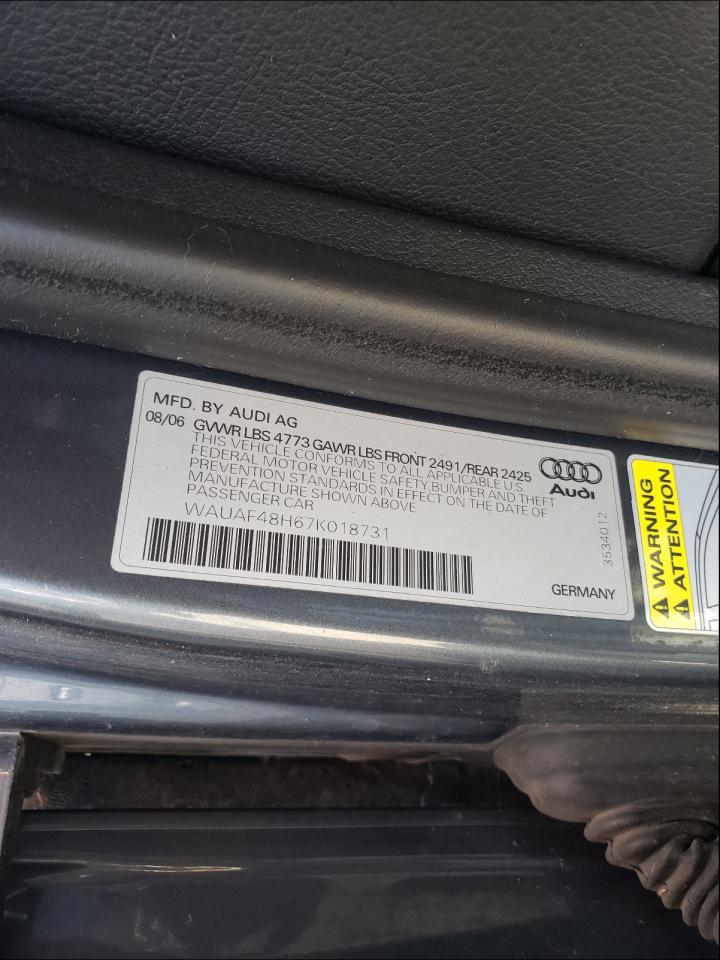 MFD. BY AUDI AG
08/06 GVWR LBS 4773 GAWR LBS FRONT 2491/REAR 2425
THIS VEHICLE CONFORMS TO ALL APPLICABLE U.S.
FEDERAL MOTOR VEHICLE SAFETY,BUMPER AND THEFT
PREVENTION STANDARDS IN EFFECT ON THE DATE OF
MANUFACTURE SHOWN ABOVE
PASSENGER CAR
WAUAF48H67K018731
Audi
3534012
GERMANY
WARNING
ATTENTION